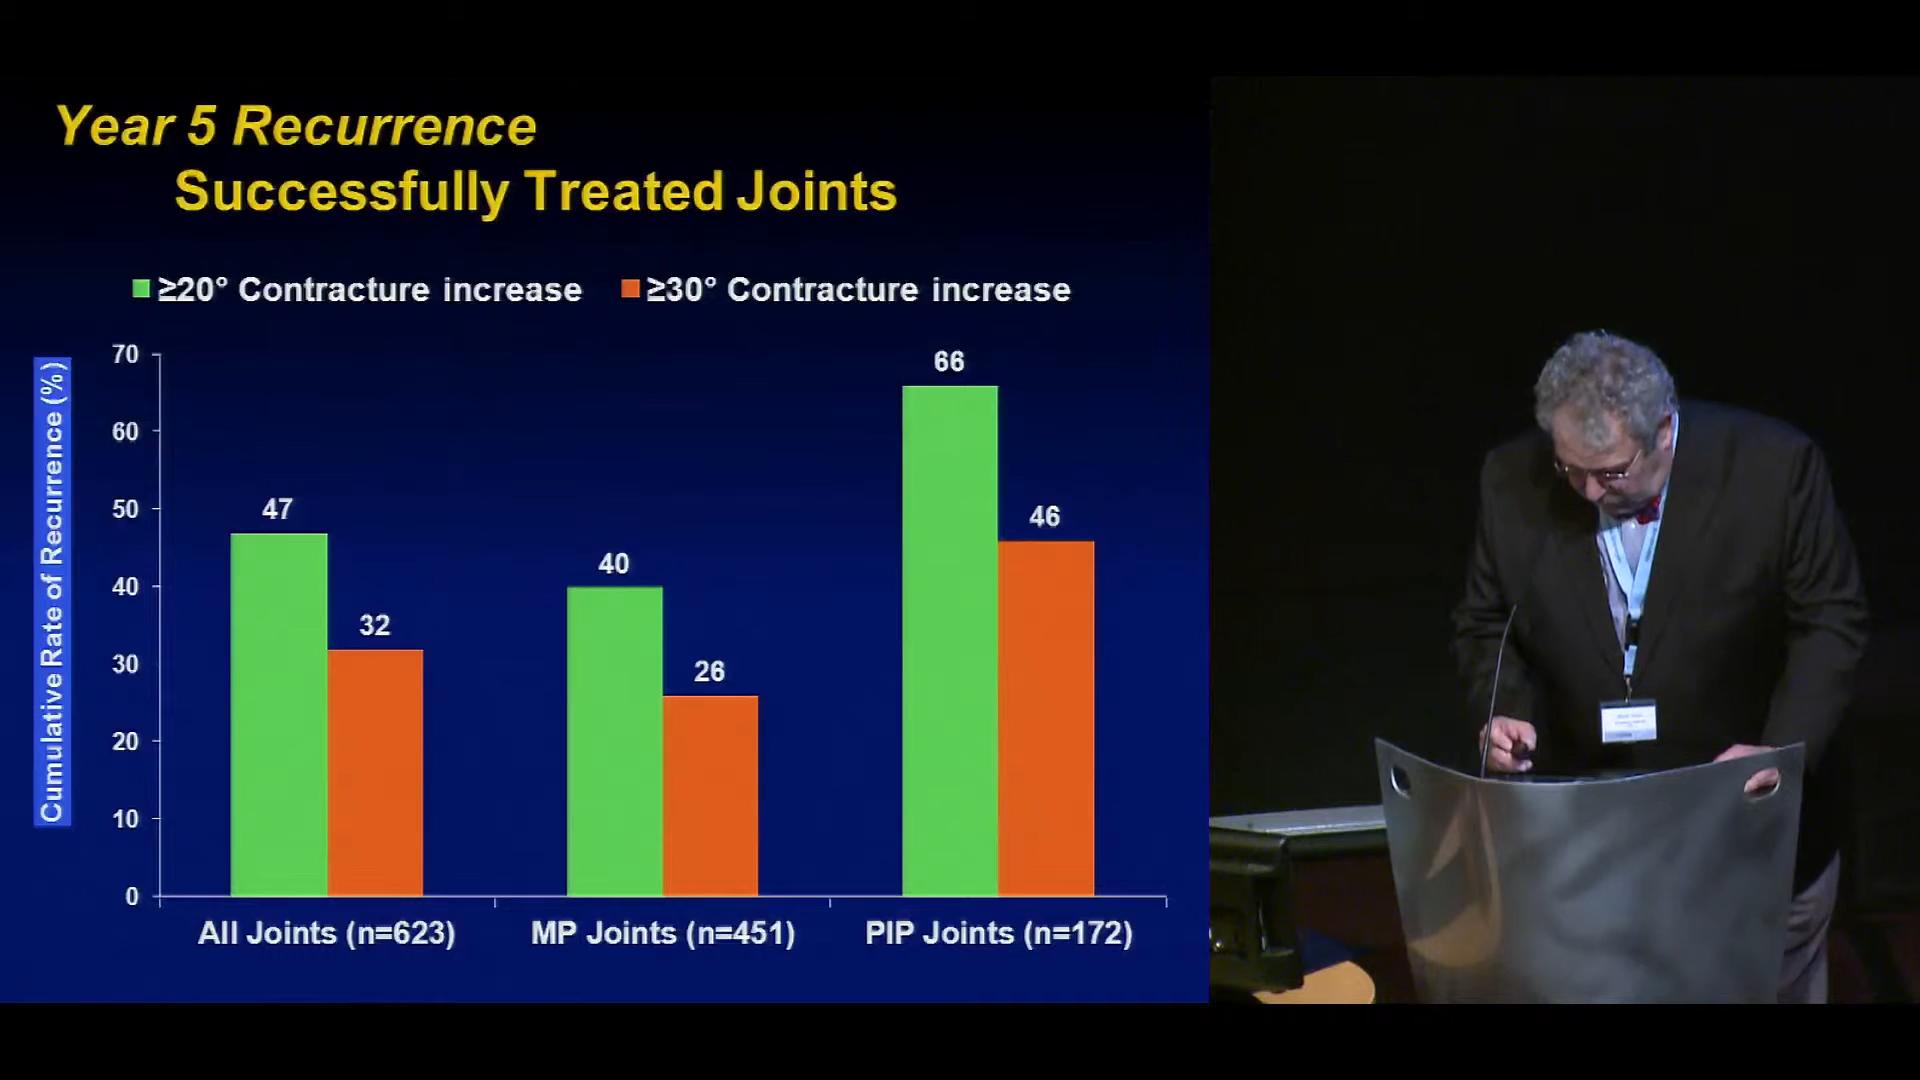 Year 5 Recurrence
Successfully Treated Joints
≥20° Contracture increase ≥30° Contracture increase
Cumulative Rate of Recurrence (%)
70
60
50
40
30
20
10
0
47
32
40
26
66
46
All Joints (n=623) MP Joints (n=451) PIP Joints (n=172)